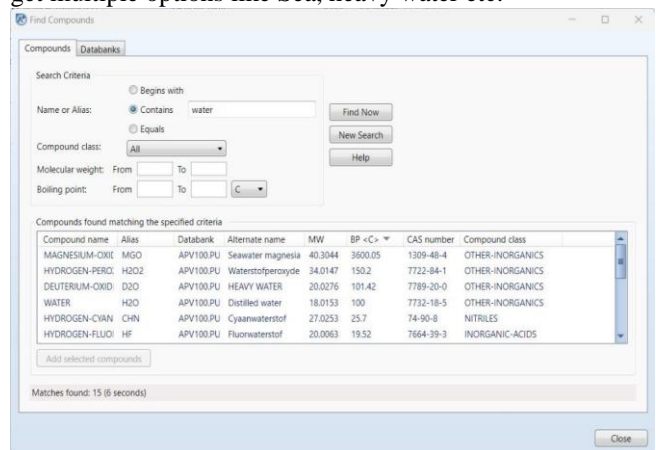 get multiple options like Sea, heavy water etc.
Find Compounds
Compounds Databanks
Search Criteria
Begins with
Name or Alias: Contains water Find Now
Equals New Search
Compound class: All Help
Molecular weight: From To
Boiling point: From To C
Compounds found matching the specified criteria
Compound name Alias Databank Alternate name MW BP <C> CAS number Compound class
MAGNESIUM-OXIC MGO APV100.PU Seawater magnesia 40.3044 3600.05 1309-48-4 OTHER-INORGANICS
HYDROGEN-PERO: H2O2 APV100.PU Waterstofperoxyde 34.0147 150.2 7722-84-1 OTHER-INORGANICS
DEUTERIUM-OXID D2O APV100.PU HEAVY WATER 20.0276 101.42 7789-20-0 OTHER-INORGANICS
WATER H2O APV100.PU Distilled water 18.0153 100 7732-18-5 OTHER-INORGANICS
HYDROGEN-CYAN CHN APV100.PU Cyaanwaterstof 27.0253 25.7 74-90-8 NITRILES
HYDROGEN-FLUOI HF APV100.PU Fluorwaterstof 20.0063 19.52 7664-39-3 INORGANIC-ACIDS
Add selected compounds
Matches found: 15 (6 seconds)
Close